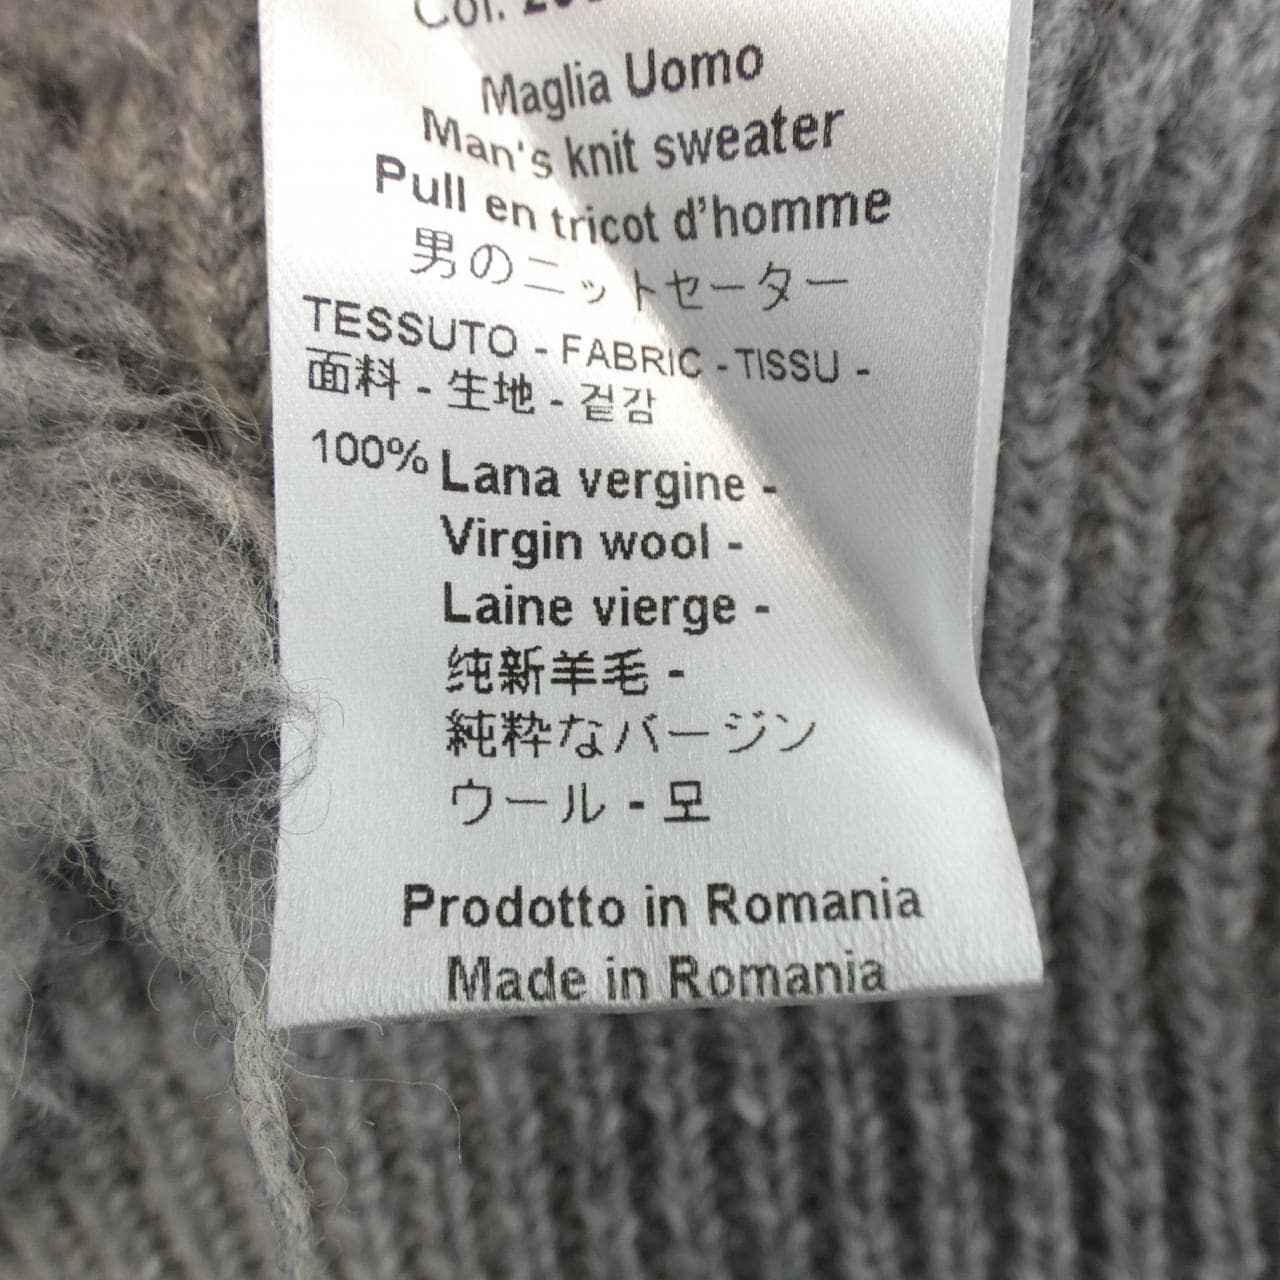 Col.
Maglia Uomo
Man's knit sweater
Pull en tricot d'homme
男のニットセーター
TESSUTO - FABRIC - TISSU -
面料 - 生地 - 겉감
100% Lana vergine -
Virgin wool -
Laine vierge -
纯新羊毛 -
純粋なバージン
ウール - 모
Prodotto in Romania
Made in Romania